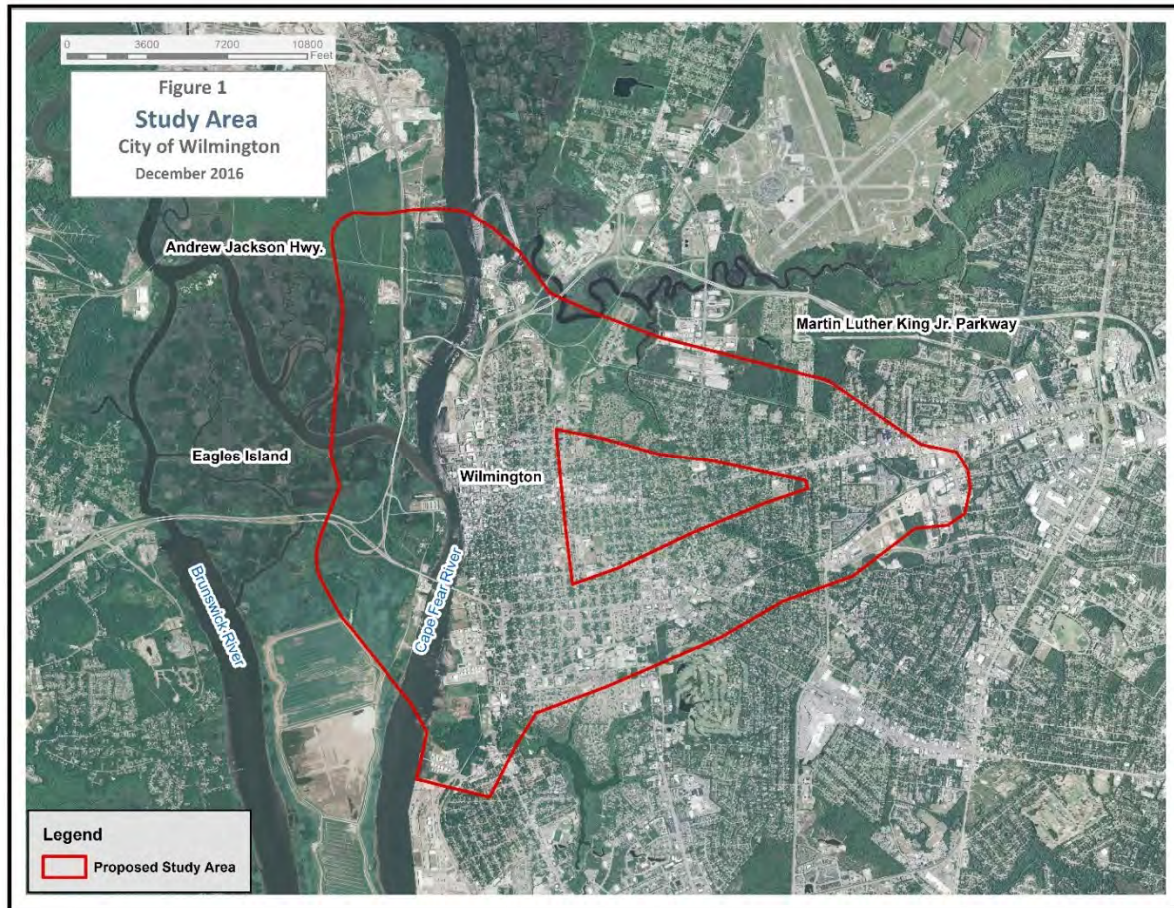 0 3600 7200 10800
Feet
Figure 1
Study Area
City of Wilmington
December 2016
Andrew Jackson Hwy.
Martin Luther King Jr. Parkway
Eagles Island
Wilmington
Brunswick River
Cape Fear River
Legend
Proposed Study Area